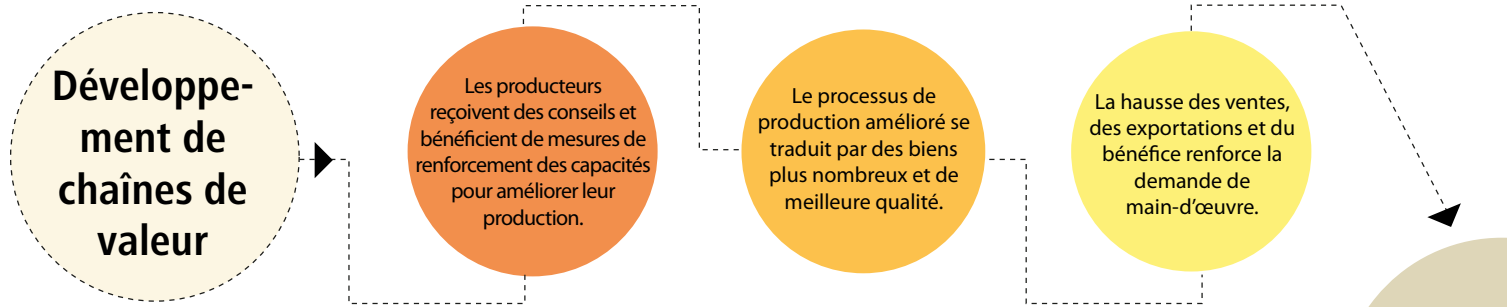 Développe-
ment de
chaînes de
valeur
Les producteurs
reçoivent des conseils et
bénéficient de mesures de
renforcement des capacités
pour améliorer leur
production.
Le processus de
production amélioré se
traduit par des biens
plus nombreux et de
meilleure qualité.
La hausse des ventes,
des exportations et du
bénéfice renforce la
demande de
main-d’œuvre.